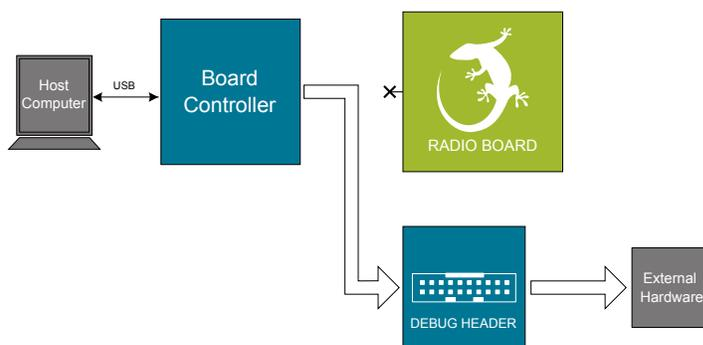 Host
Computer
USB
Board
Controller
RADIO BOARD
DEBUG HEADER
External
Hardware